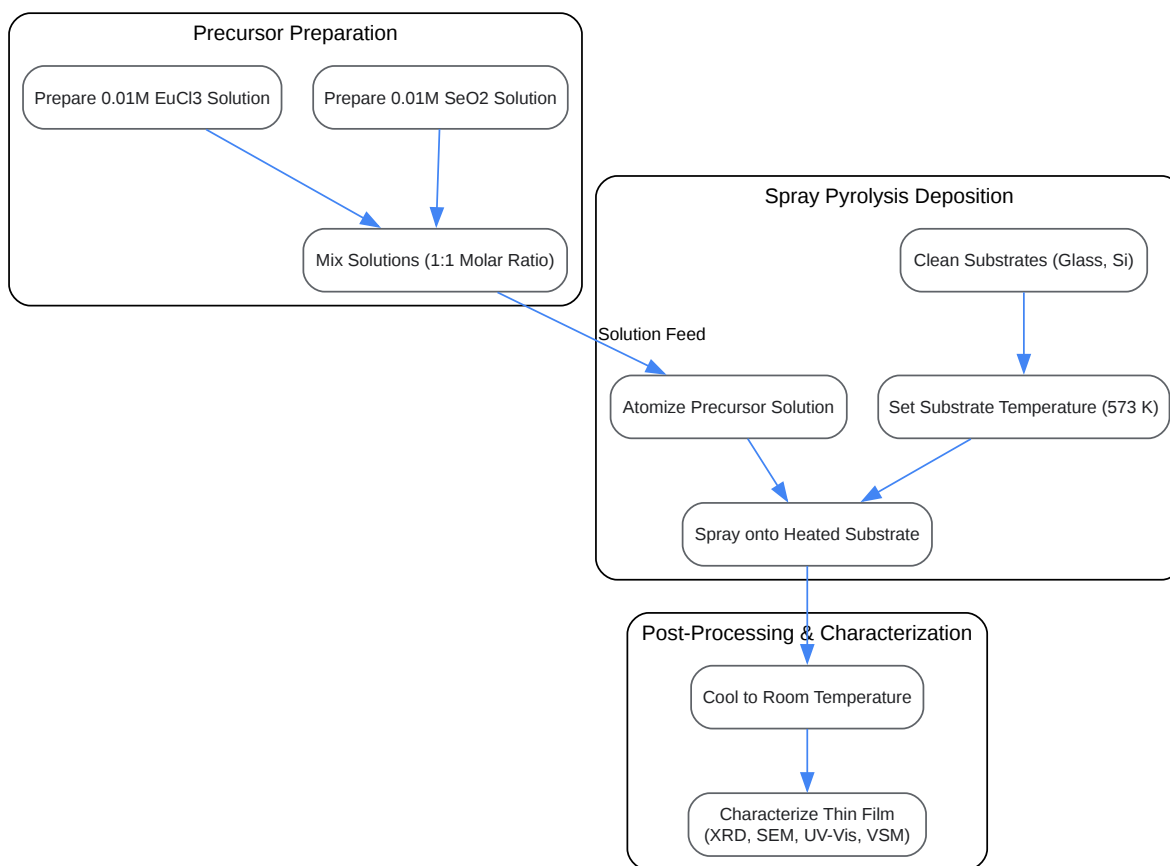 Precursor Preparation
Prepare 0.01M EuCl3 Solution
Prepare 0.01M SeO2 Solution
Mix Solutions (1:1 Molar Ratio)
Solution Feed
Spray Pyrolysis Deposition
Clean Substrates (Glass, Si)
Atomize Precursor Solution
Set Substrate Temperature (573 K)
Spray onto Heated Substrate
Post-Processing & Characterization
Cool to Room Temperature
Characterize Thin Film
(XRD, SEM, UV-Vis, VSM)